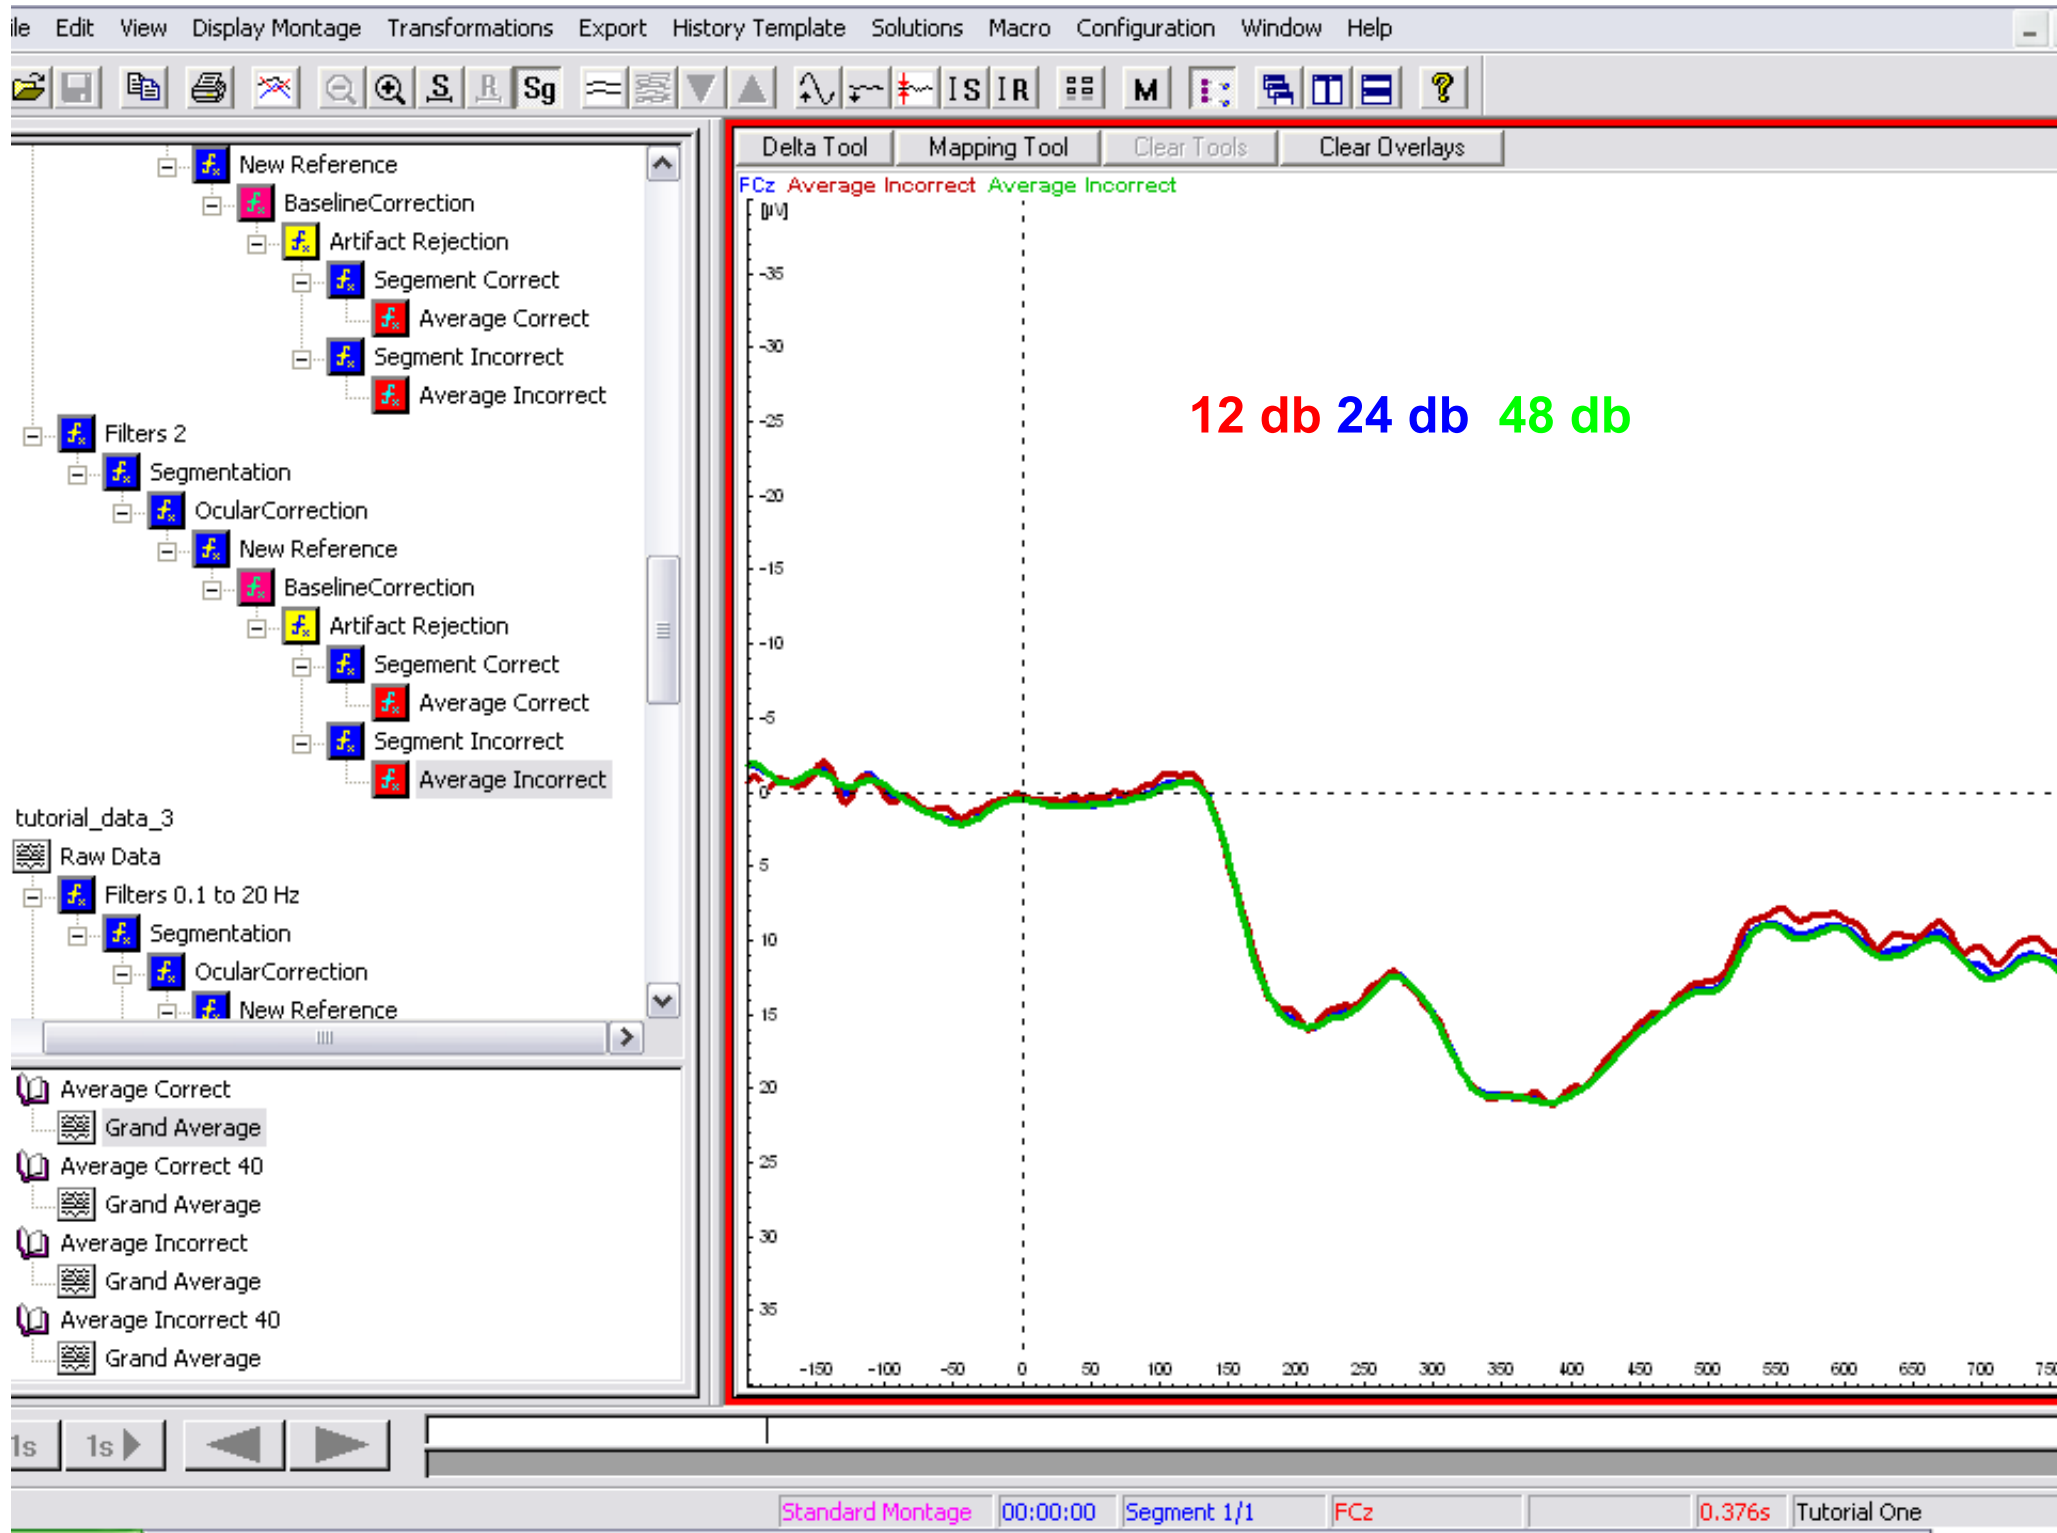 ile Edit View Display Montage Transformations Export History Template Solutions Macro Configuration Window Help
S R Sg I S I R M ?
New Reference
BaselineCorrection
Artifact Rejection
Segement Correct
Average Correct
Segment Incorrect
Average Incorrect
Filters 2
Segmentation
OcularCorrection
New Reference
BaselineCorrection
Artifact Rejection
Segement Correct
Average Correct
Segment Incorrect
Average Incorrect
tutorial_data_3
Raw Data
Filters 0.1 to 20 Hz
Segmentation
OcularCorrection
New Reference
Average Correct
Grand Average
Average Correct 40
Grand Average
Average Incorrect
Grand Average
Average Incorrect 40
Grand Average
Delta Tool Mapping Tool Clear Tools Clear Overlays
FCz Average Incorrect Average Incorrect
[µV]
-35
-30
12 db 24 db 48 db
-25
-20
-15
-10
-5
0
5
10
15
20
25
30
35
-150 -100 -50 0 50 100 150 200 250 300 350 400 450 500 550 600 650 700 750
1s 1s
Standard Montage 00:00:00 Segment 1/1 FCz 0.376s Tutorial One